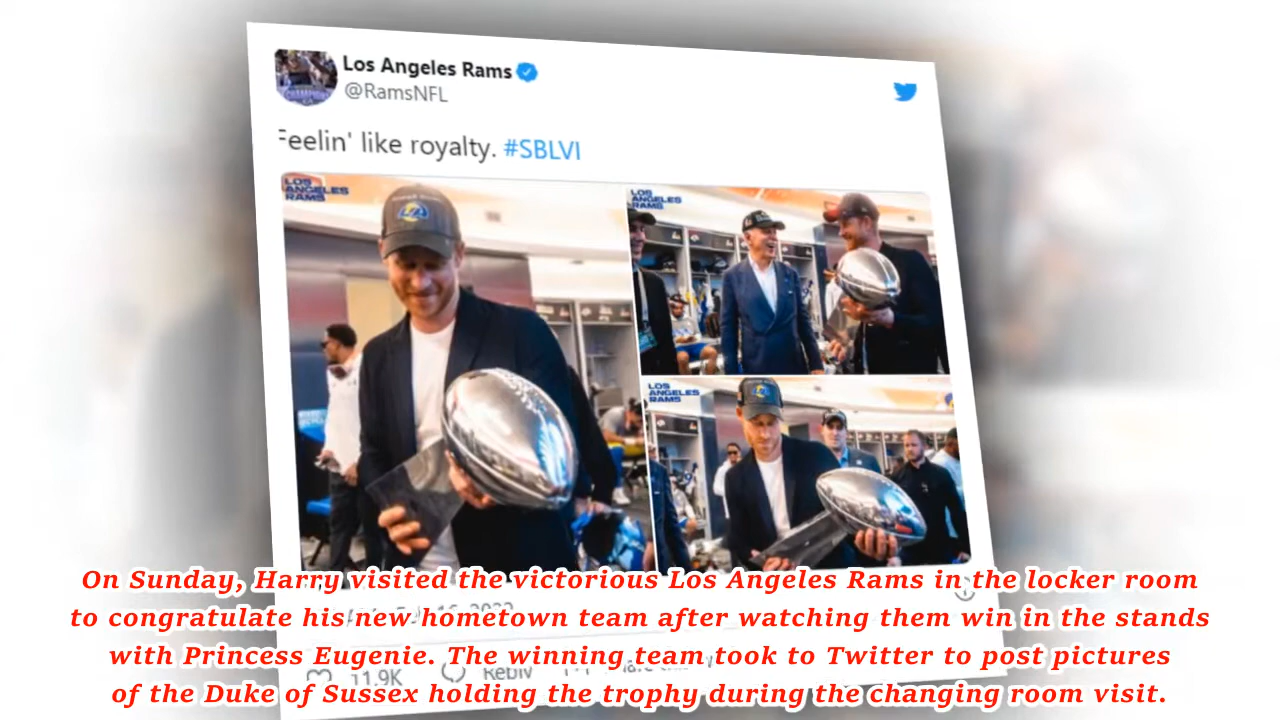 Los Angeles Rams
@RamsNFL
Feelin' like royalty. #SBLVI
LOS ANGELES RAMS
LOS ANGELES RAMS
LOS ANGELES RAMS
On Sunday, Harry visited the victorious Los Angeles Rams in the locker room
to congratulate his new hometown team after watching them win in the stands
with Princess Eugenie. The winning team took to Twitter to post pictures
of the Duke of Sussex holding the trophy during the changing room visit.
11.9K